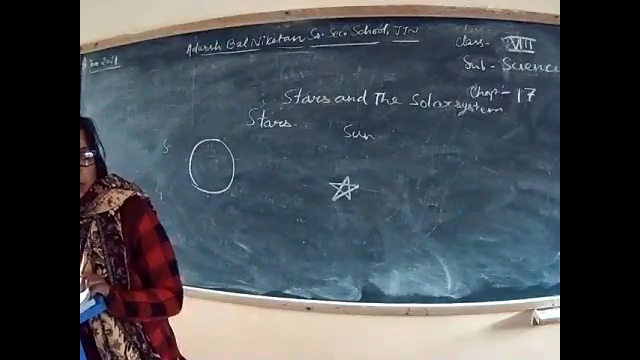 Adarsh Bal Niketan Sr. Sec. School, JJN
Class- VIII
Sub- Science
Chap- 17
Stars and The Solar system
Stars
Sun